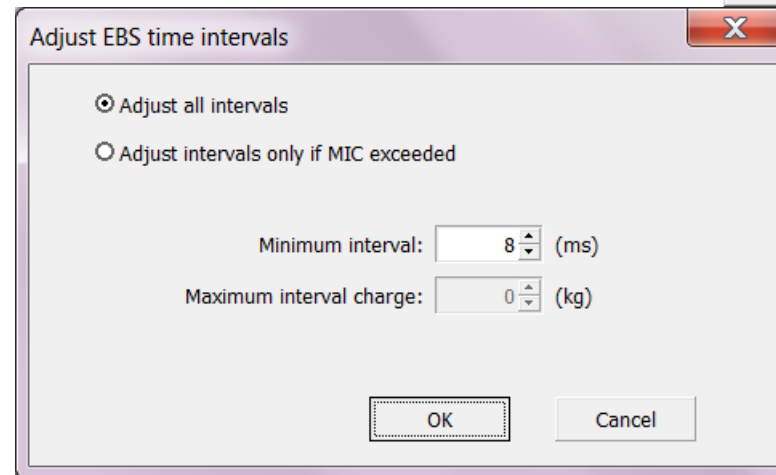 Adjust EBS time intervals
Adjust all intervals
Adjust intervals only if MIC exceeded
Minimum interval: 8 (ms)
Maximum interval charge: 0 (kg)
OK Cancel